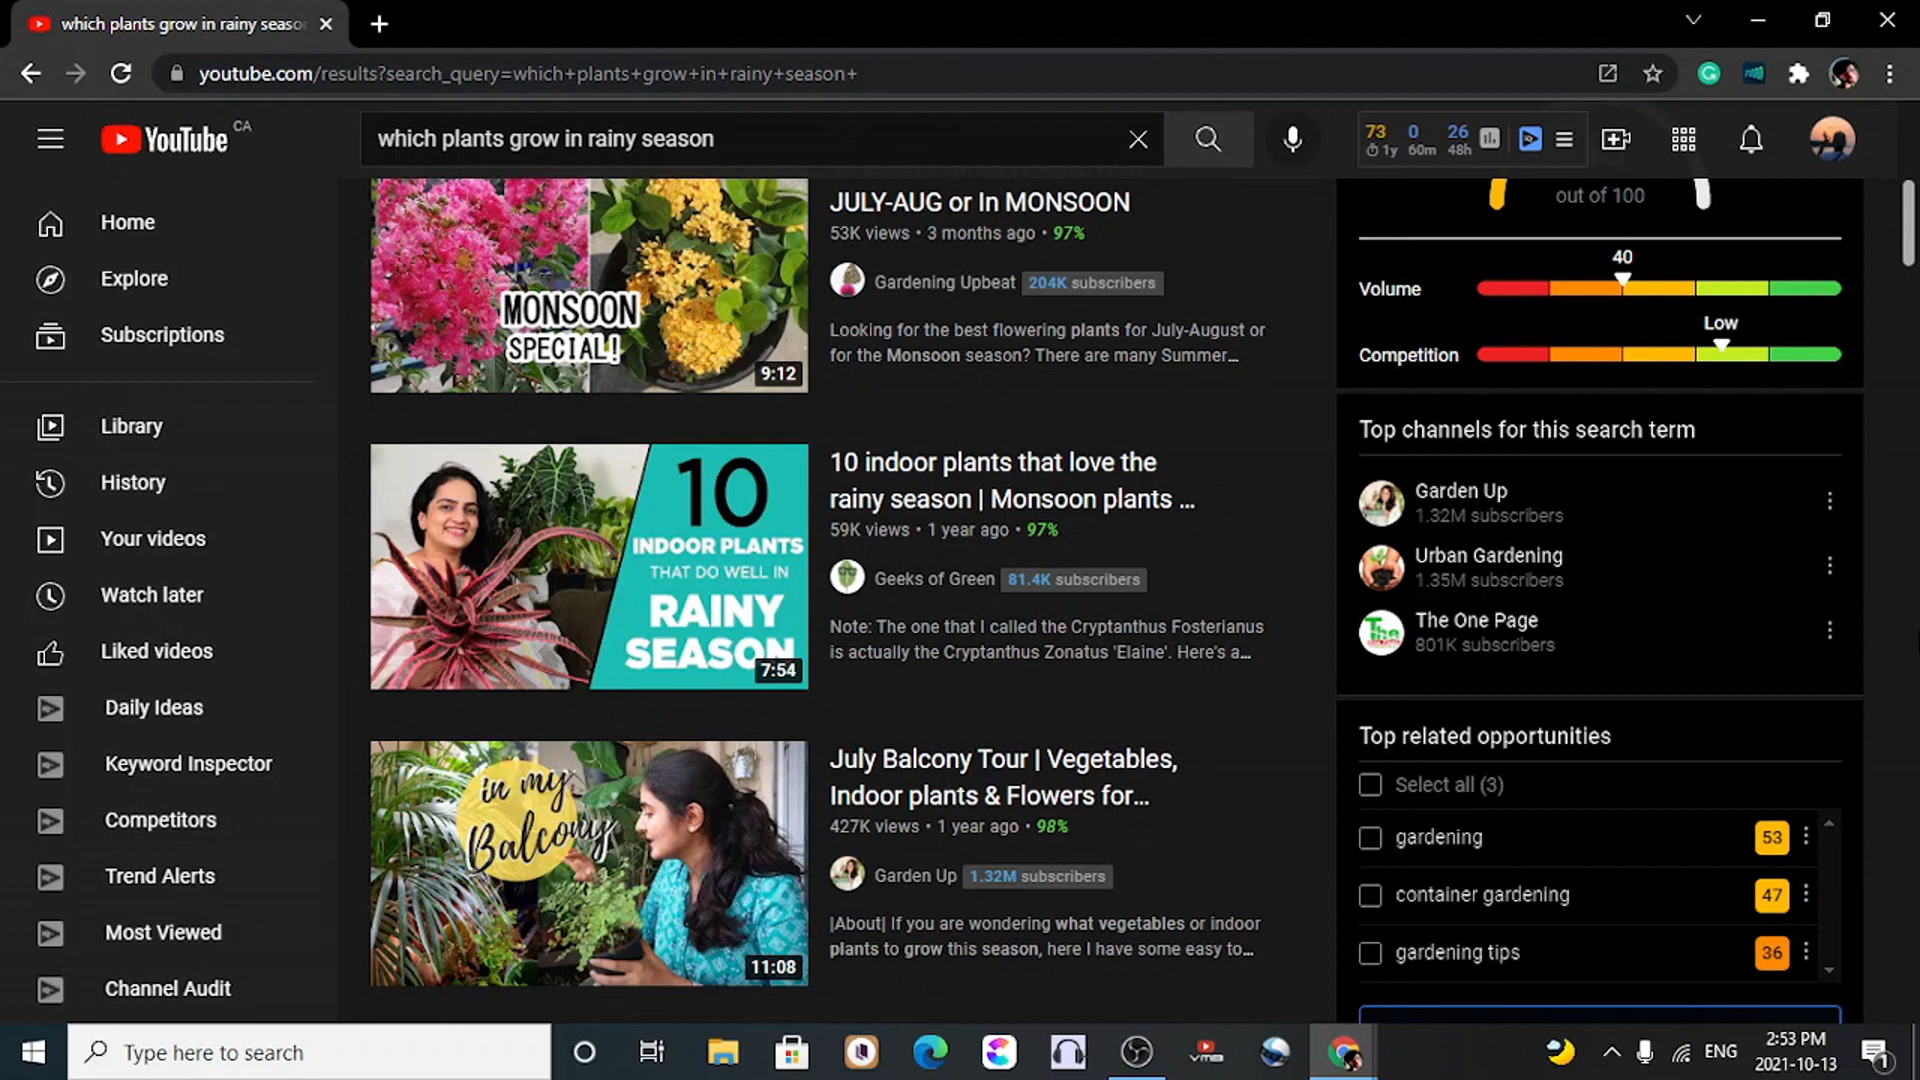 which plants grow in rainy seaso
youtube.com/results?search_query=which+plants+grow+in+rainy+season+
YouTube CA
which plants grow in rainy season
73 0 26
1y 60m 48h
Home
Explore
Subscriptions
Library
History
Your videos
Watch later
Liked videos
Daily Ideas
Keyword Inspector
Competitors
Trend Alerts
Most Viewed
Channel Audit
MONSOON
SPECIAL!
9:12
JULY-AUG or In MONSOON
53K views • 3 months ago • 97%
Gardening Upbeat 204K subscribers
Looking for the best flowering plants for July-August or
for the Monsoon season? There are many Summer...
10
INDOOR PLANTS
THAT DO WELL IN
RAINY
SEASON
7:54
10 indoor plants that love the
rainy season | Monsoon plants ...
59K views • 1 year ago • 97%
Geeks of Green 81.4K subscribers
Note: The one that I called the Cryptanthus Fosterianus
is actually the Cryptanthus Zonatus 'Elaine'. Here's a...
in my
Balcony
11:08
July Balcony Tour | Vegetables,
Indoor plants & Flowers for...
427K views • 1 year ago • 98%
Garden Up 1.32M subscribers
|About| If you are wondering what vegetables or indoor
plants to grow this season, here I have some easy to...
out of 100
40
Volume
Low
Competition
Top channels for this search term
Garden Up
1.32M subscribers
Urban Gardening
1.35M subscribers
The One Page
801K subscribers
Top related opportunities
Select all (3)
gardening 53
container gardening 47
gardening tips 36
Type here to search
ENG
2:53 PM
2021-10-13
1